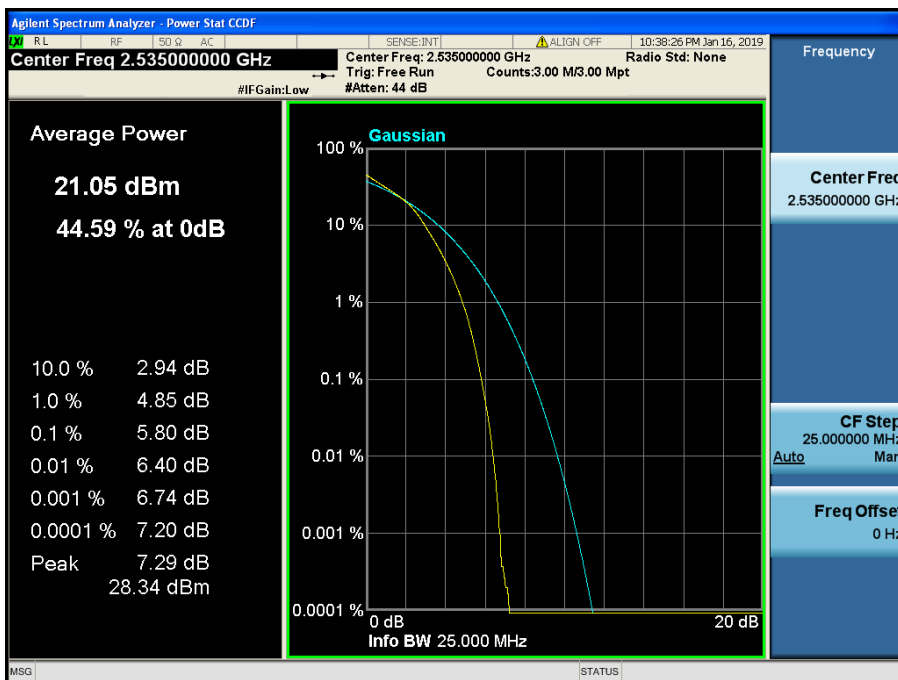 Agilent Spectrum Analyzer - Power Stat CCDF
LXI RL RF 50 Ω AC SENSE:INT ALIGN OFF 10:38:26 PM Jan 16, 2019
Center Freq 2.535000000 GHz
Center Freq: 2.535000000 GHz Radio Std: None
Trig: Free Run Counts:3.00 M/3.00 Mpt
#IFGain:Low #Atten: 44 dB
Frequency
Average Power
21.05 dBm
44.59 % at 0dB
10.0 % 2.94 dB
1.0 % 4.85 dB
0.1 % 5.80 dB
0.01 % 6.40 dB
0.001 % 6.74 dB
0.0001 % 7.20 dB
Peak 7.29 dB
28.34 dBm
Gaussian
100 %
10 %
1 %
0.1 %
0.01 %
0.001 %
0.0001 %
0 dB 20 dB
Info BW 25.000 MHz
Center Freq
2.535000000 GHz
CF Step
25.000000 MHz
Auto Man
Freq Offset
0 Hz
MSG STATUS